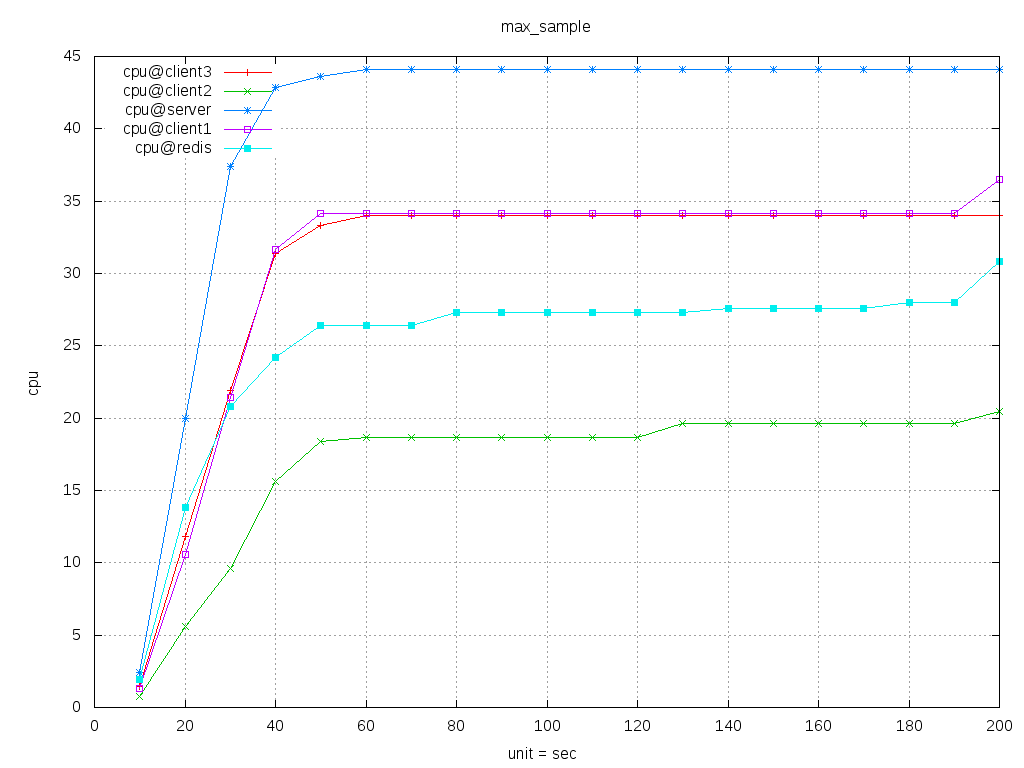 max_sample
45
40
35
30
25
20
15
10
5
0
cpu
cpu@client3
cpu@client2
cpu@server
cpu@client1
cpu@redis
0 20 40 60 80 100 120 140 160 180 200
unit = sec